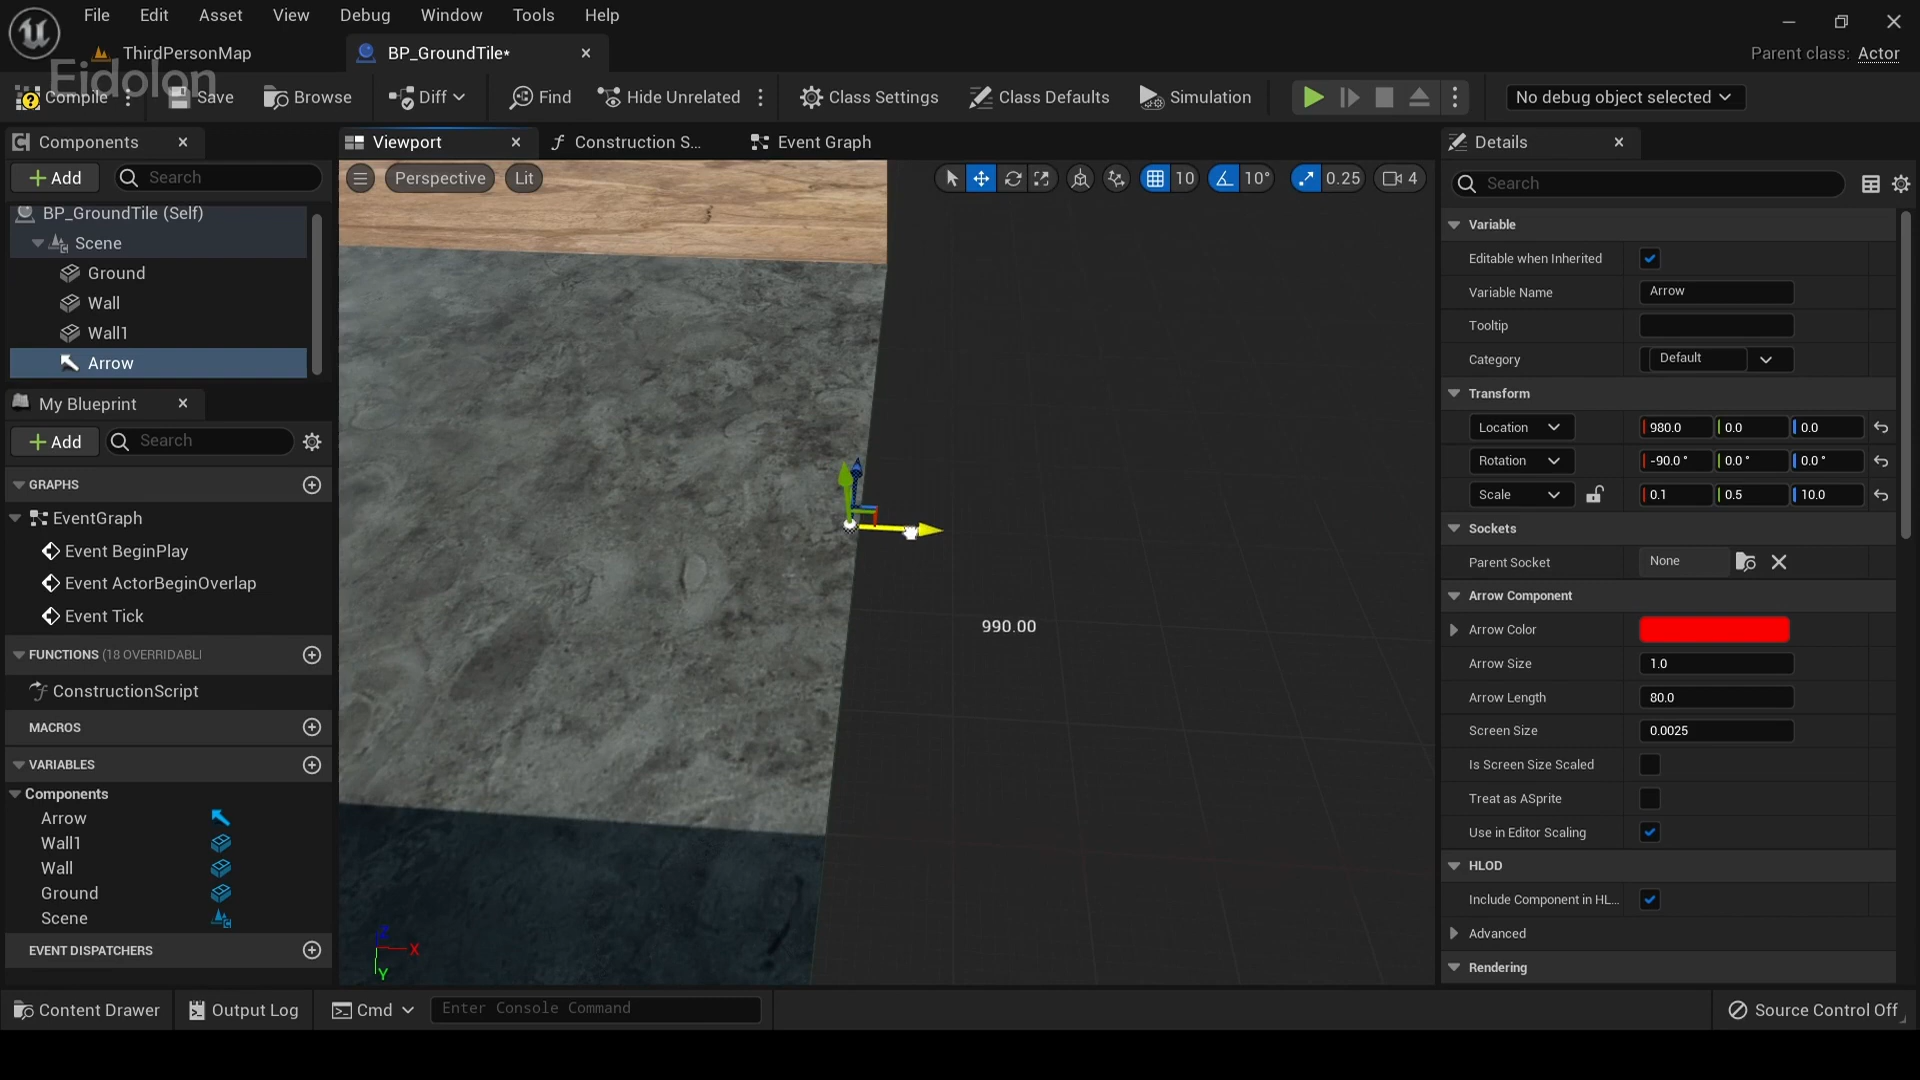 File Edit Asset View Debug Window Tools Help
ThirdPersonMap
BP_GroundTile*
Parent class: Actor
Eidolon
Compile Save Browse Diff Find Hide Unrelated Class Settings Class Defaults Simulation No debug object selected
Components
Viewport
Construction S...
Event Graph
Details
Add Search
Perspective Lit
10 10° 0.25 4
Search
BP_GroundTile (Self)
Scene
Ground
Wall
Wall1
Arrow
My Blueprint
Add Search
GRAPHS
EventGraph
Event BeginPlay
Event ActorBeginOverlap
Event Tick
FUNCTIONS (18 OVERRIDABLI
ConstructionScript
MACROS
VARIABLES
Components
Arrow
Wall1
Wall
Ground
Scene
EVENT DISPATCHERS
990.00
Z
X
Y
Variable
Editable when Inherited
Variable Name Arrow
Tooltip
Category Default
Transform
Location 980.0 0.0 0.0
Rotation -90.0° 0.0° 0.0°
Scale 0.1 0.5 10.0
Sockets
Parent Socket None
Arrow Component
Arrow Color
Arrow Size 1.0
Arrow Length 80.0
Screen Size 0.0025
Is Screen Size Scaled
Treat as ASprite
Use in Editor Scaling
HLOD
Include Component in HL...
Advanced
Rendering
Content Drawer Output Log Cmd Enter Console Command Source Control Off